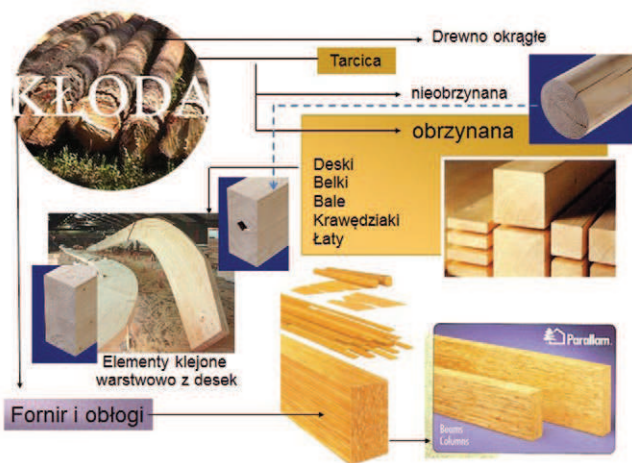 KŁODA
Drewno okrągłe
Tarcica
nieobrzynana
obrzynana
Deski
Belki
Bale
Krawędziaki
Łaty
Elementy klejone
warstwowo z desek
Fornir i obłogi
Parallam
Beams
Columns